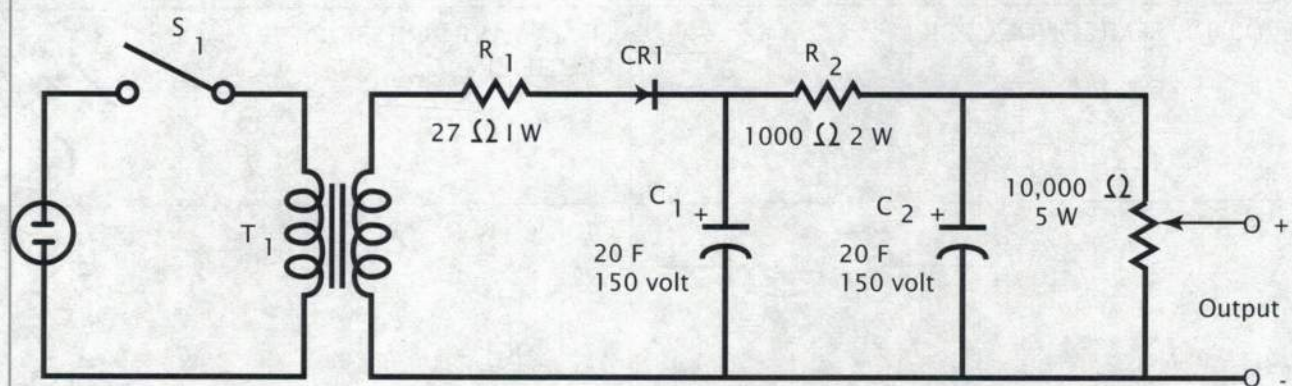 S 1
R 1
CR1
R 2
27 Ω 1 W
1000 Ω 2 W
T 1
C 1 +
20 F
150 volt
C 2 +
20 F
150 volt
10,000 Ω
5 W
+
Output
-